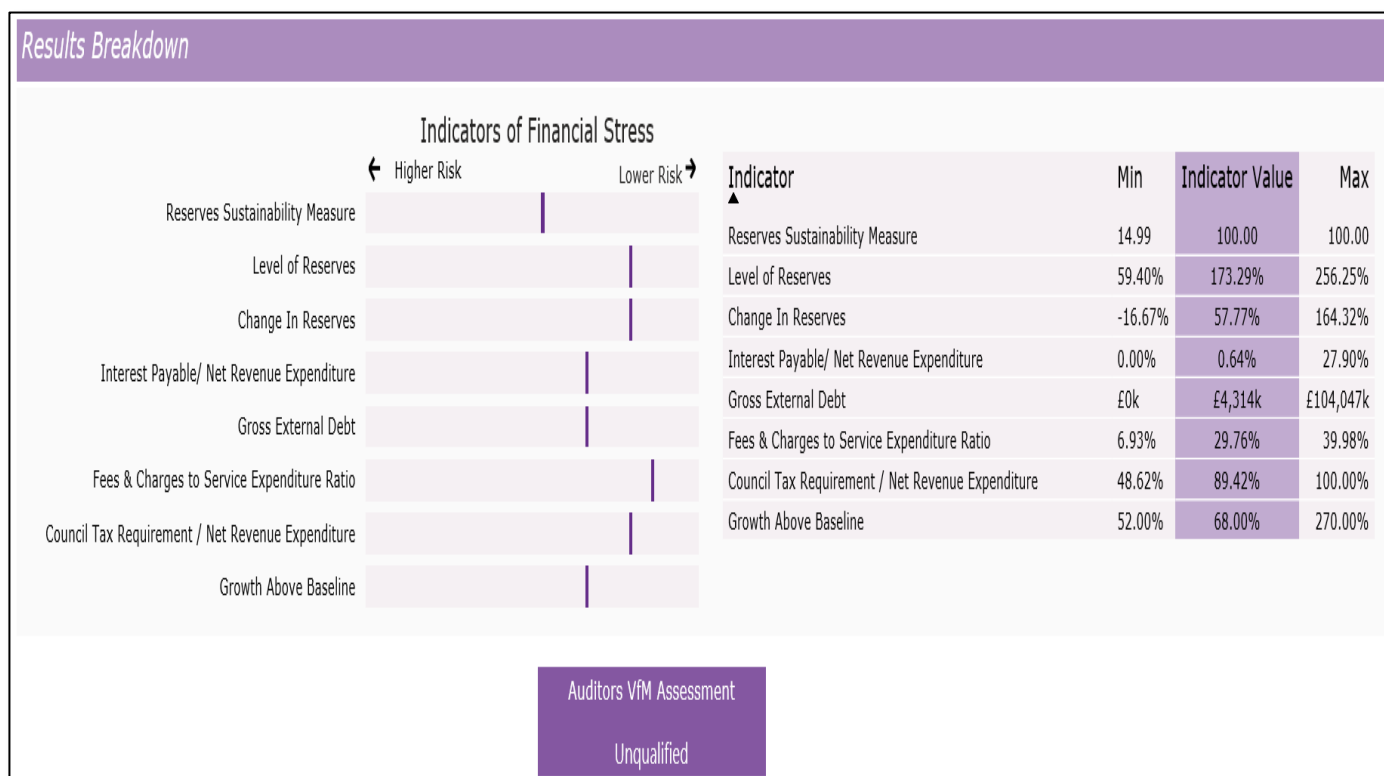 Results Breakdown
Indicators of Financial Stress
Higher Risk
Lower Risk
Reserves Sustainability Measure
Level of Reserves
Change In Reserves
Interest Payable/ Net Revenue Expenditure
Gross External Debt
Fees & Charges to Service Expenditure Ratio
Council Tax Requirement / Net Revenue Expenditure
Growth Above Baseline
Indicator Min Indicator Value Max
Reserves Sustainability Measure 14.99 100.00 100.00
Level of Reserves 59.40% 173.29% 256.25%
Change In Reserves -16.67% 57.77% 164.32%
Interest Payable/ Net Revenue Expenditure 0.00% 0.64% 27.90%
Gross External Debt £0k £4,314k £104,047k
Fees & Charges to Service Expenditure Ratio 6.93% 29.76% 39.98%
Council Tax Requirement / Net Revenue Expenditure 48.62% 89.42% 100.00%
Growth Above Baseline 52.00% 68.00% 270.00%
Auditors VfM Assessment
Unqualified